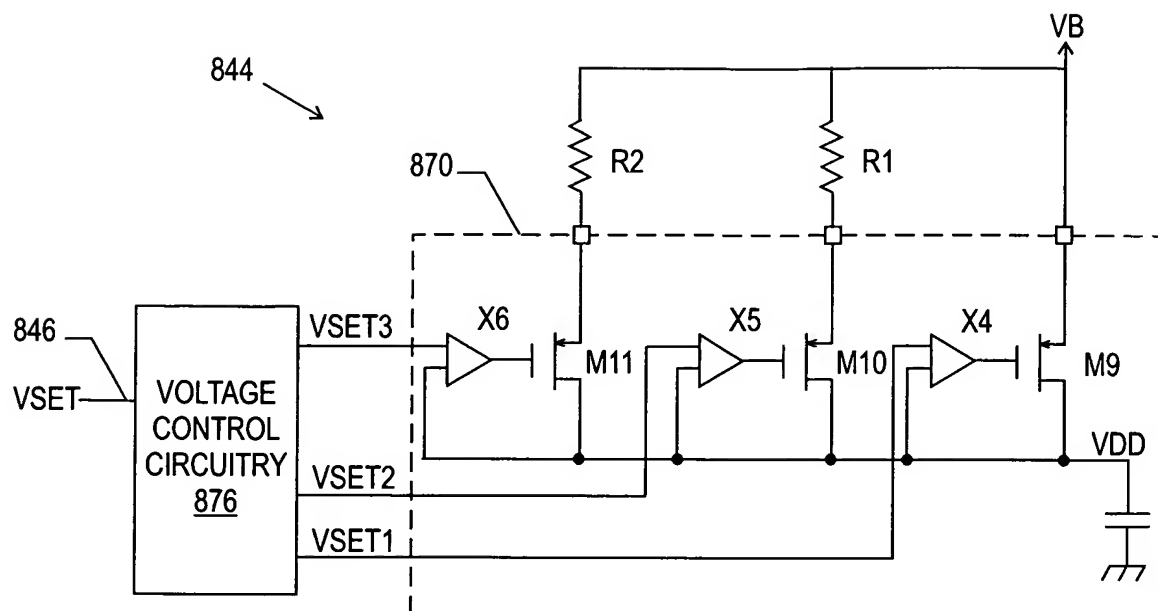 VB
844
R2
R1
870
846
VSET3
X6
X5
X4
M11
M10
M9
VSET
VOLTAGE
CONTROL
CIRCUITRY
876
VDD
VSET2
VSET1